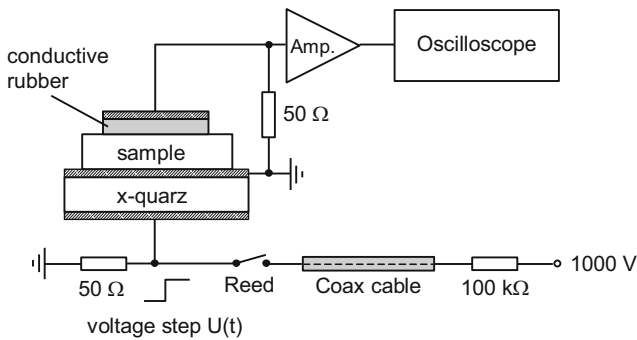 Amp.
Oscilloscope
conductive
rubber
50 Ω
sample
x-quarz
1000 V
50 Ω
Reed
Coax cable
100 kΩ
voltage step U(t)